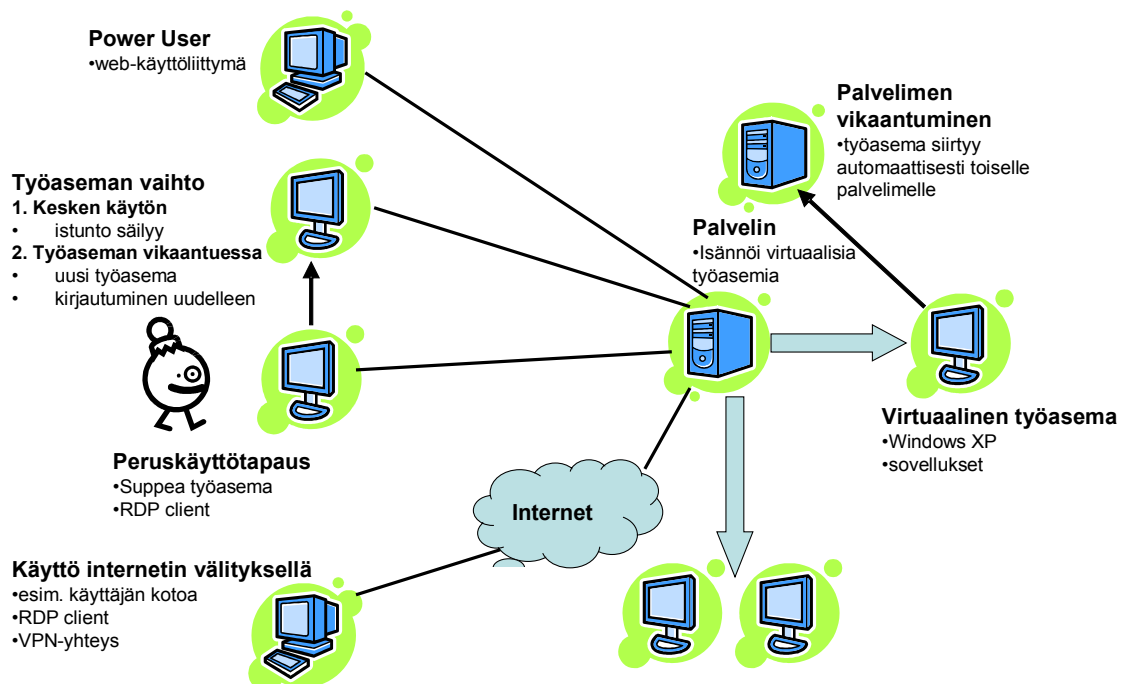 Power User
•web-käyttöliittymä
Palvelimen
vikaantuminen
•työasema siirtyy
automaattisesti toiselle
palvelimelle
Työaseman vaihto
1. Kesken käytön
• istunto säilyy
2. Työaseman vikaantuessa
• uusi työasema
• kirjautuminen uudelleen
Palvelin
•Isännöi virtuaalisia
työasemia
Virtuaalinen työasema
•Windows XP
•sovellukset
Peruskäyttötapaus
•Suppea työasema
•RDP client
Internet
Käyttö internetin välityksellä
•esim. käyttäjän kotoa
•RDP client
•VPN-yhteys